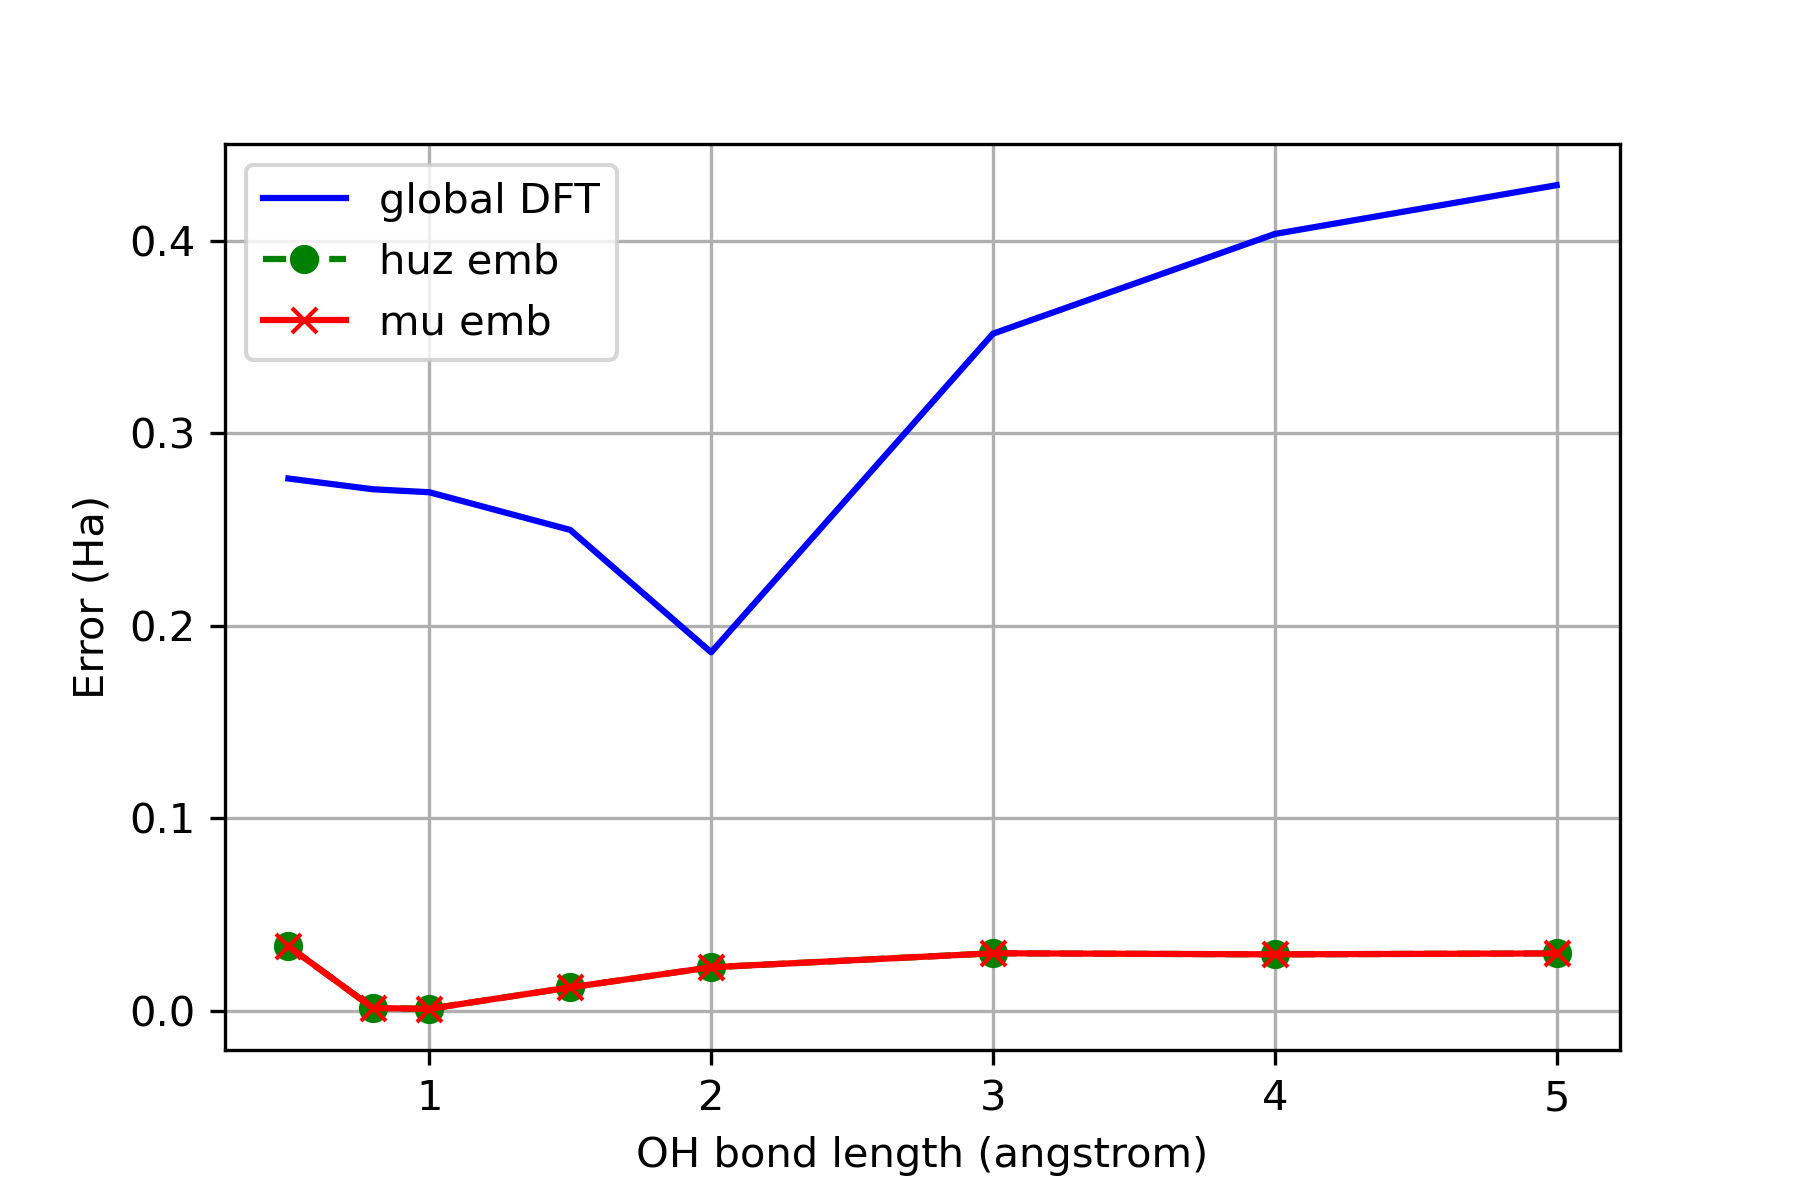 global DFT
huz emb
mu emb
0.4
0.3
0.2
0.1
0.0
Error (Ha)
1 2 3 4 5
OH bond length (angstrom)